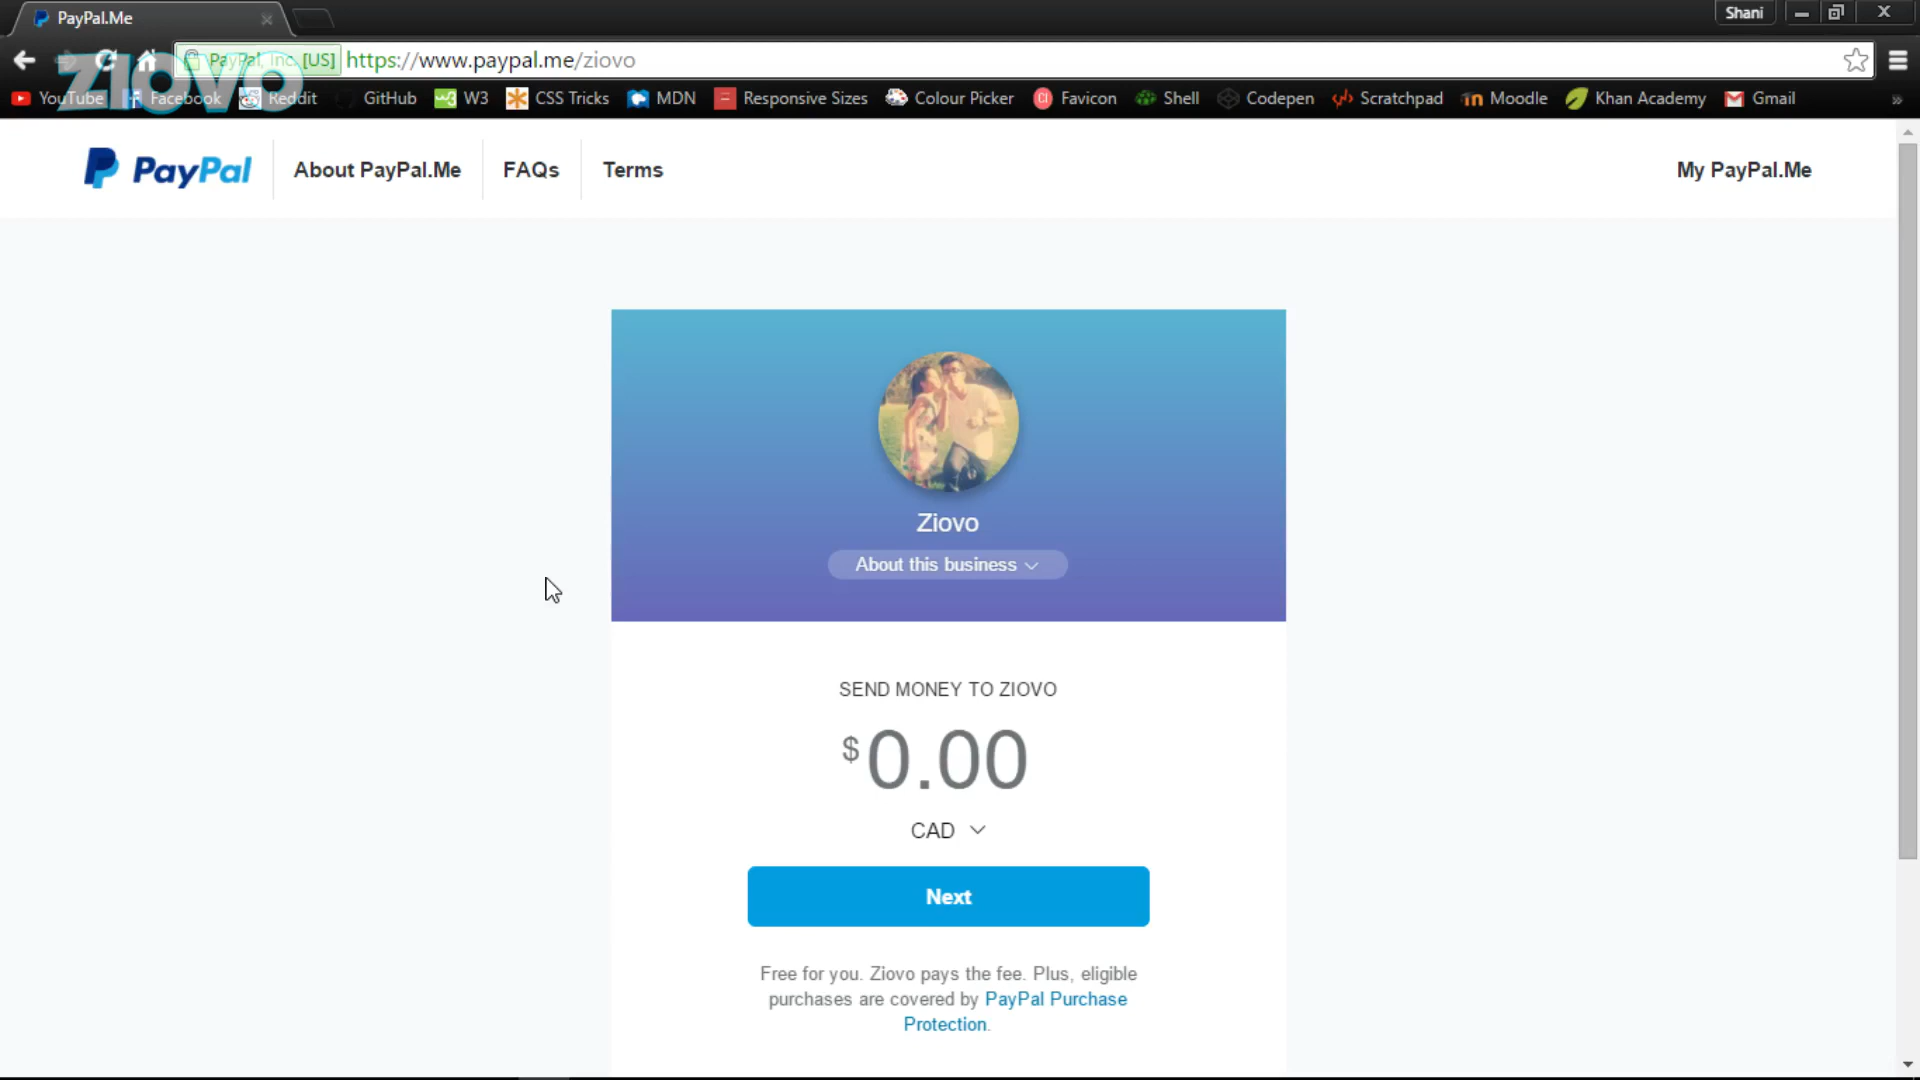 PayPal.Me
Shani
PayPal, Inc. [US] https://www.paypal.me/ziovo
ziovo
YouTube Facebook Reddit GitHub W3 CSS Tricks MDN Responsive Sizes Colour Picker Favicon Shell Codepen Scratchpad Moodle Khan Academy Gmail »
PayPal About PayPal.Me FAQs Terms My PayPal.Me
Ziovo
About this business
SEND MONEY TO ZIOVO
$0.00
CAD
Next
Free for you. Ziovo pays the fee. Plus, eligible
purchases are covered by PayPal Purchase
Protection.